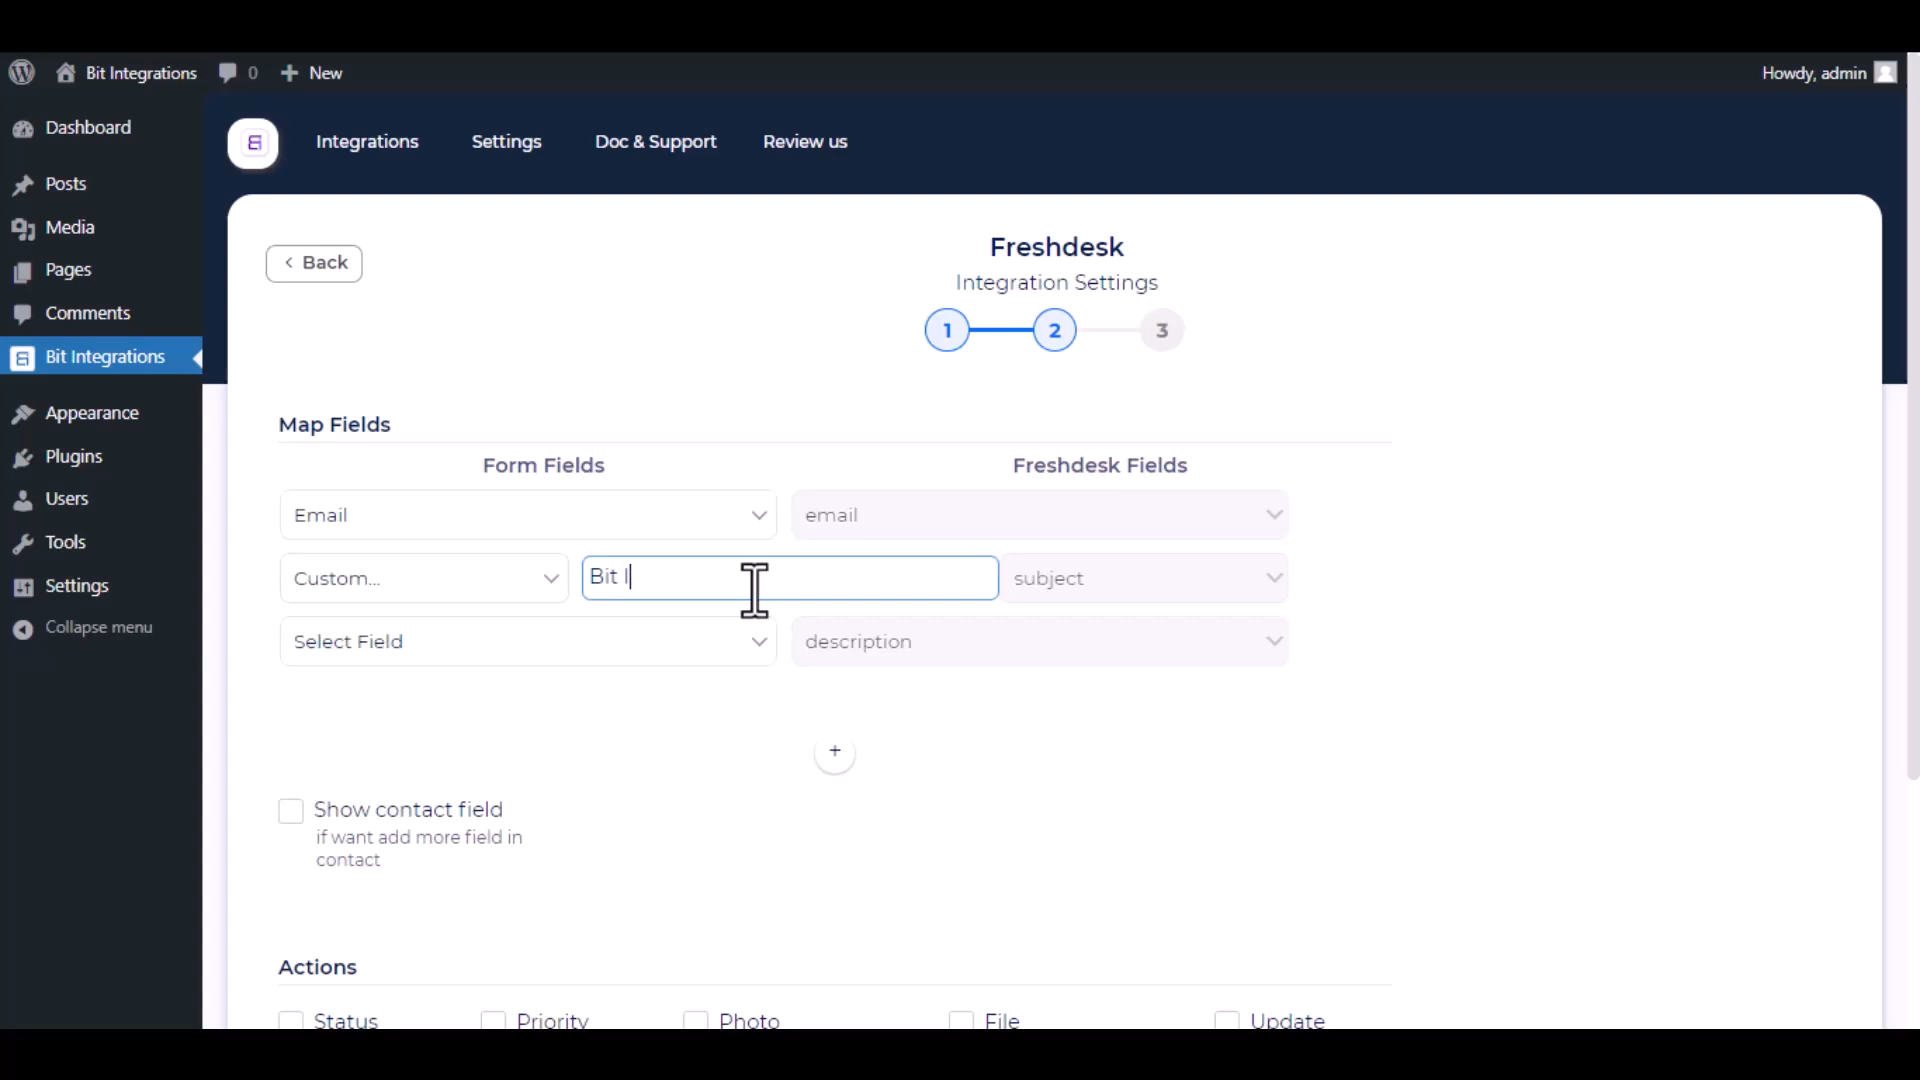 Bit Integrations 0 New Howdy, admin
Dashboard
Posts
Media
Pages
Comments
Bit Integrations
Appearance
Plugins
Users
Tools
Settings
Collapse menu
Integrations Settings Doc & Support Review us
Back
Freshdesk
Integration Settings
1 2 3
Map Fields
Form Fields Freshdesk Fields
Email email
Custom... Bit I subject
Select Field description
+
Show contact field
if want add more field in
contact
Actions
Status Priority Photo File Update